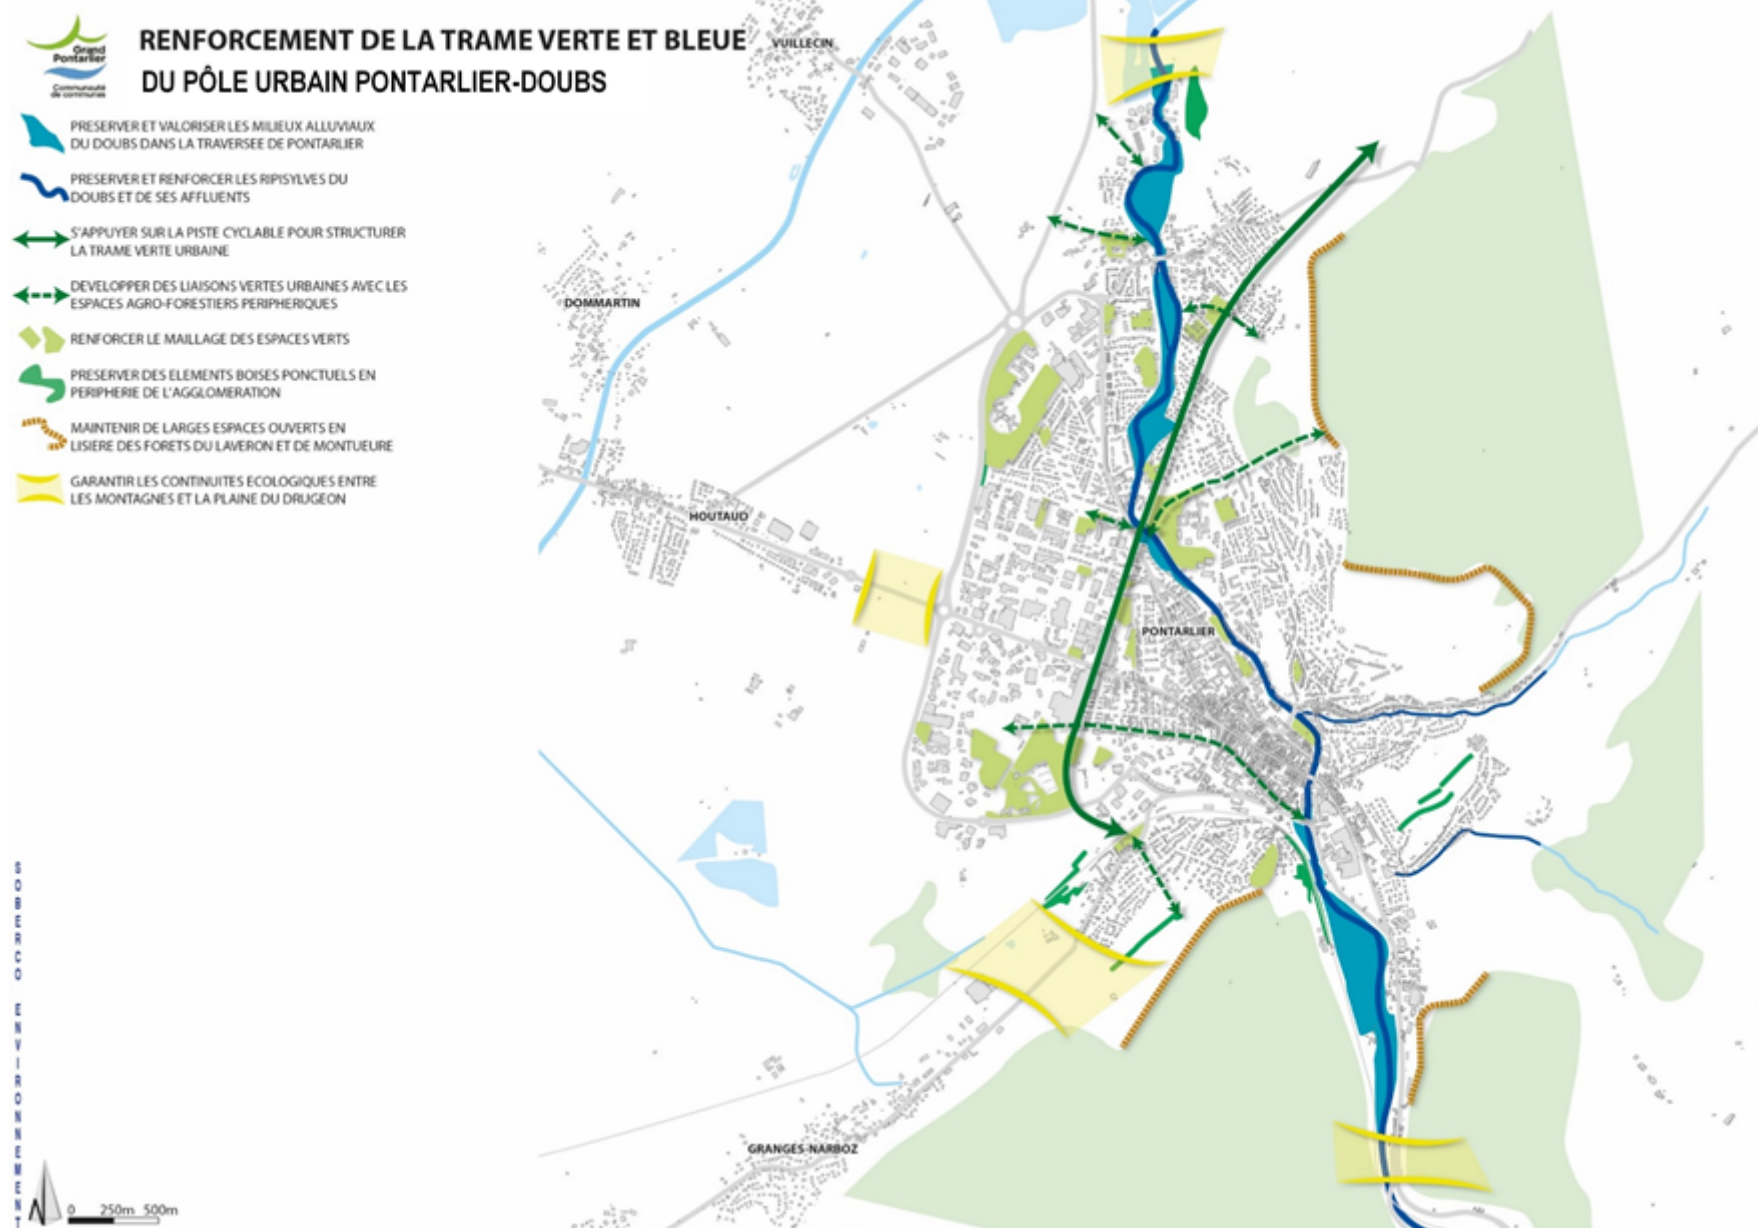 Grand
Pontarlier
Communauté
de communes
RENFORCEMENT DE LA TRAME VERTE ET BLEUE
DU PÔLE URBAIN PONTARLIER-DOUBS
PRESERVER ET VALORISER LES MILIEUX ALLUVIAUX
DU DOUBS DANS LA TRAVERSEE DE PONTARLIER
PRESERVER ET RENFORCER LES RIPISYLVES DU
DOUBS ET DE SES AFFLUENTS
S'APPUYER SUR LA PISTE CYCLABLE POUR STRUCTURER
LA TRAME VERTE URBAINE
DEVELOPPER DES LIAISONS VERTES URBAINES AVEC LES
ESPACES AGRO-FORESTIERS PERIPHERIQUES
RENFORCER LE MAILLAGE DES ESPACES VERTS
PRESERVER DES ELEMENTS BOISES PONCTUELS EN
PERIPHERIE DE L'AGGLOMERATION
MAINTENIR DE LARGES ESPACES OUVERTS EN
LISIERE DES FORETS DU LAVERON ET DE MONTUEURE
GARANTIR LES CONTINUITES ECOLOGIQUES ENTRE
LES MONTAGNES ET LA PLAINE DU DRUGEON
VUILLECIN
DOMMARTIN
HOUTAUD
PONTARLIER
GRANGES-NARBOZ
SOBERCO ENVIRONNEMENT
N
0 250m 500m